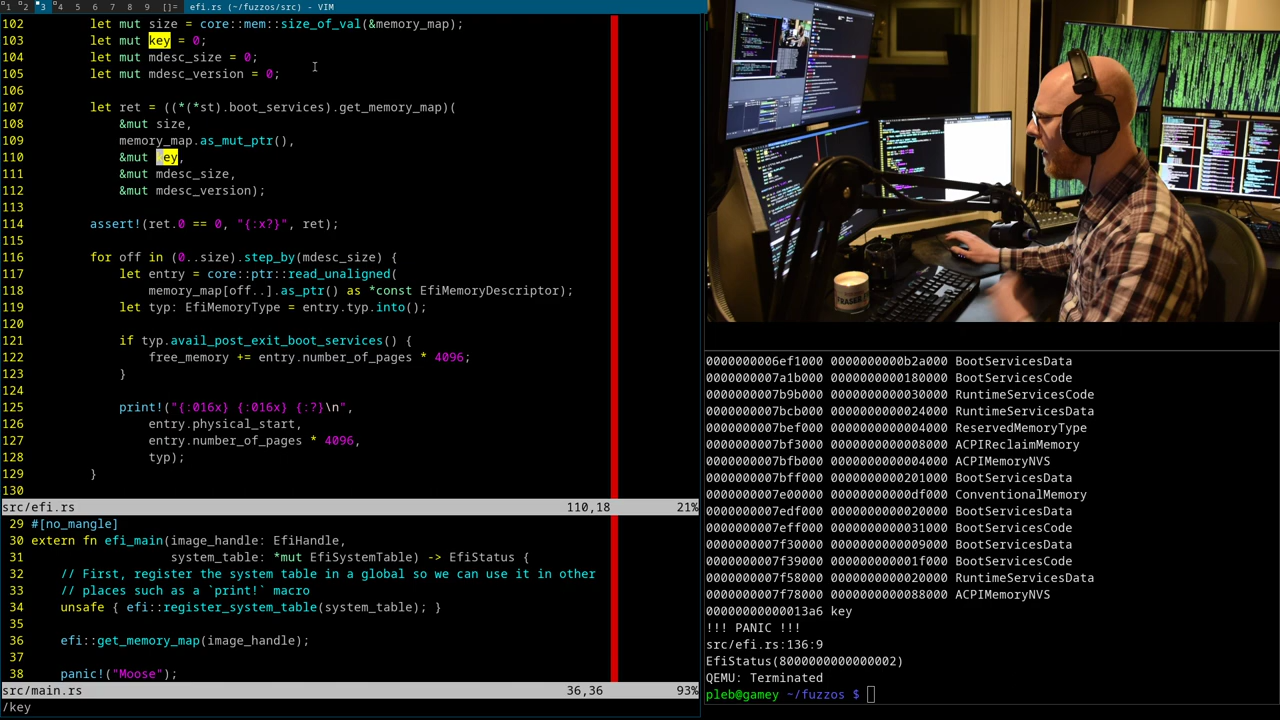 1 2 3 4 5 6 7 8 9 []= efi.rs (~/fuzzos/src) - VIM
102         let mut size = core::mem::size_of_val(&memory_map);
103         let mut key = 0;
104         let mut mdesc_size = 0;
105         let mut mdesc_version = 0;
106
107         let ret = ((*(*st).boot_services).get_memory_map)(
108             &mut size,
109             memory_map.as_mut_ptr(),
110             &mut key,
111             &mut mdesc_size,
112             &mut mdesc_version);
113
114         assert!(ret.0 == 0, "{:x?}", ret);
115
116         for off in (0..size).step_by(mdesc_size) {
117             let entry = core::ptr::read_unaligned(
118                 memory_map[off..].as_ptr() as *const EfiMemoryDescriptor);
119             let typ: EfiMemoryType = entry.typ.into();
120
121             if typ.avail_post_exit_boot_services() {
122                 free_memory += entry.number_of_pages * 4096;
123             }
124
125             print!("{:016x} {:016x} {:?}\n",
126                 entry.physical_start,
127                 entry.number_of_pages * 4096,
128                 typ);
129         }
130
src/efi.rs 110,18 21%
29 #[no_mangle]
30 extern fn efi_main(image_handle: EfiHandle,
31                    system_table: *mut EfiSystemTable) -> EfiStatus {
32     // First, register the system table in a global so we can use it in other
33     // places such as a `print!` macro
34     unsafe { efi::register_system_table(system_table); }
35
36     efi::get_memory_map(image_handle);
37
38     panic!("Moose");
src/main.rs 36,36 93%
/key
0000000006ef1000 0000000000b2a000 BootServicesData
0000000007a1b000 0000000000180000 BootServicesCode
0000000007b9b000 0000000000030000 RuntimeServicesCode
0000000007bcb000 0000000000024000 RuntimeServicesData
0000000007bef000 0000000000004000 ReservedMemoryType
0000000007bf3000 0000000000008000 ACPIReclaimMemory
0000000007bfb000 0000000000004000 ACPIMemoryNVS
0000000007bff000 0000000000201000 BootServicesData
0000000007e00000 00000000000df000 ConventionalMemory
0000000007edf000 0000000000020000 BootServicesData
0000000007eff000 0000000000031000 BootServicesCode
0000000007f30000 0000000000009000 BootServicesData
0000000007f39000 000000000001f000 BootServicesCode
0000000007f58000 0000000000020000 RuntimeServicesData
0000000007f78000 0000000000088000 ACPIMemoryNVS
00000000000013a6 key
!!! PANIC !!!
src/efi.rs:136:9
EfiStatus(8000000000000002)
QEMU: Terminated
pleb@gamey ~/fuzzos $